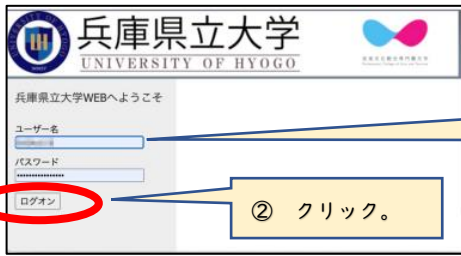 兵庫県立大学
UNIVERSITY OF HYOGO
兵庫県立大学WEBへようこそ
ユーザー名
パスワード
ログオン
② クリック。